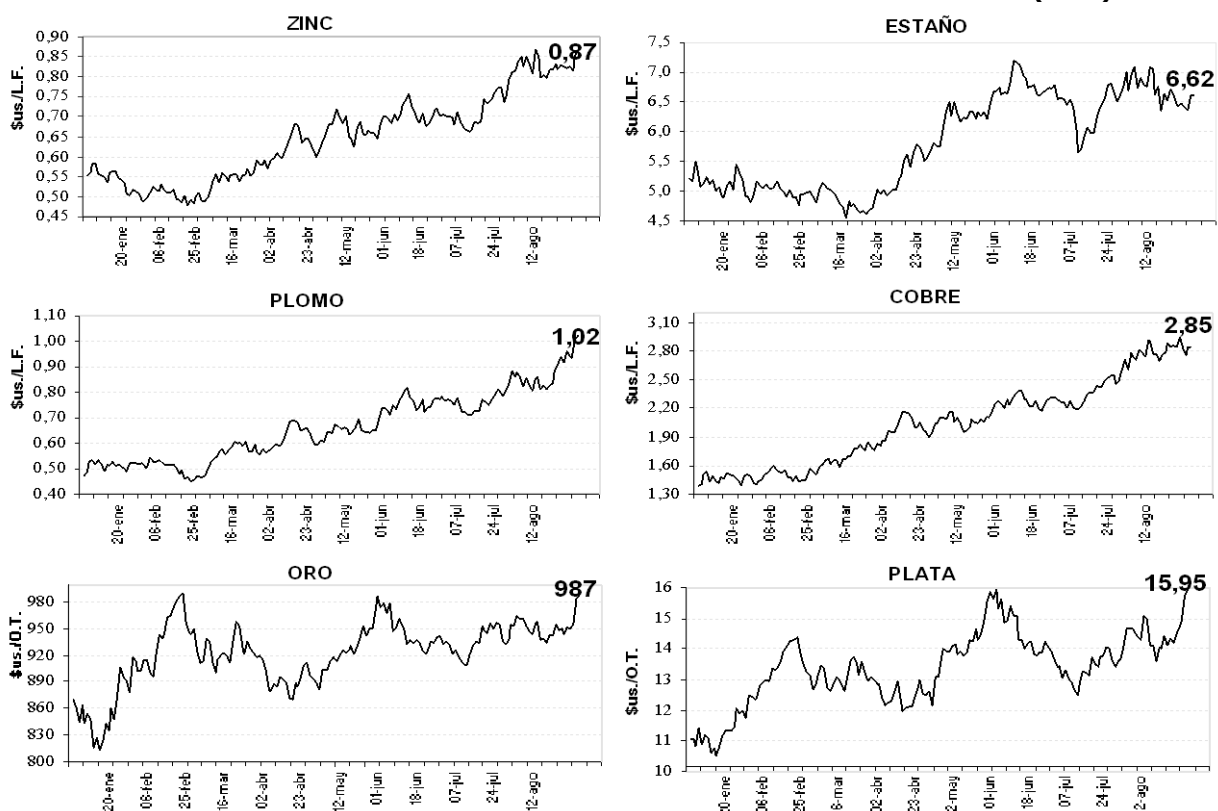 ZINC
0,90
0,85
0,80
0,75
0,70
0,65
0,60
0,55
0,50
0,45
$us./L.F.
0,87
20-ene
06-feb
25-feb
16-mar
02-abr
23-abr
12-may
01-jun
18-jun
07-jul
24-jul
12-ago
ESTAÑO
7,5
7,0
6,5
6,0
5,5
5,0
4,5
$us./L.F.
6,62
20-ene
06-feb
25-feb
16-mar
02-abr
23-abr
12-may
01-jun
18-jun
07-jul
24-jul
12-ago
PLOMO
1,10
1,00
0,90
0,80
0,70
0,60
0,50
0,40
$us./L.F.
1,02
20-ene
06-feb
25-feb
16-mar
02-abr
23-abr
12-may
01-jun
18-jun
07-jul
24-jul
12-ago
COBRE
3,10
2,80
2,50
2,20
1,90
1,60
1,30
$us./L.F.
2,85
20-ene
06-feb
25-feb
16-mar
02-abr
23-abr
12-may
01-jun
18-jun
07-jul
24-jul
12-ago
ORO
980
950
920
890
860
830
800
$us./O.T.
987
20-ene
06-feb
25-feb
16-mar
02-abr
23-abr
12-may
01-jun
18-jun
07-jul
24-jul
12-ago
PLATA
16
15
14
13
12
11
10
$us./O.T.
15,95
20-ene
06-feb
25-feb
6-mar
02-abr
23-abr
2-may
01-jun
18-jun
07-jul
24-jul
2-ago